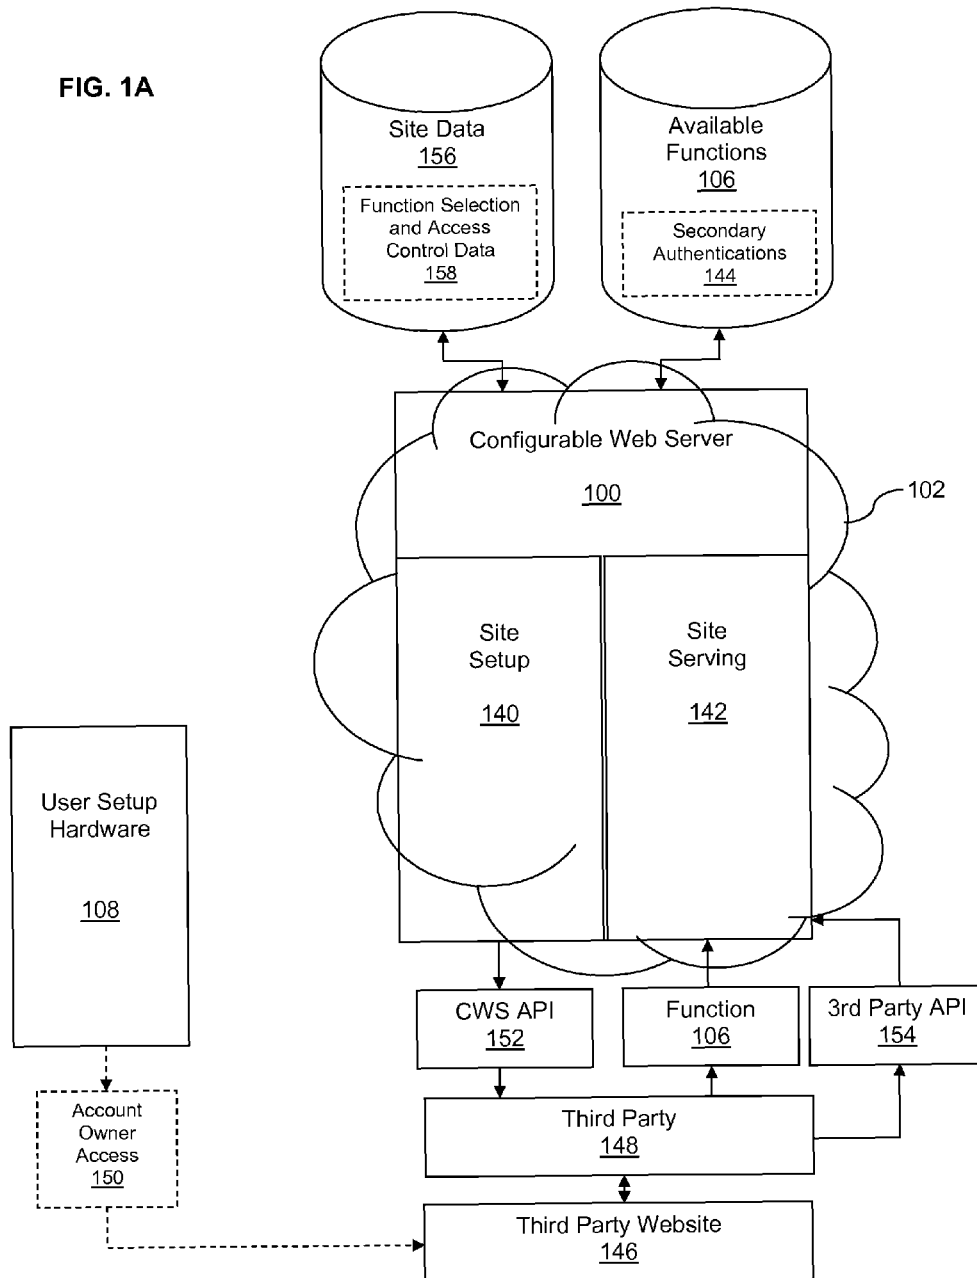 FIG. 1A
Site Data
156
Function Selection
and Access
Control Data
158
Available
Functions
106
Secondary
Authentications
144
Configurable Web Server
100
102
Site
Setup
140
Site
Serving
142
User Setup
Hardware
108
CWS API
152
Function
106
3rd Party API
154
Account
Owner
Access
150
Third Party
148
Third Party Website
146